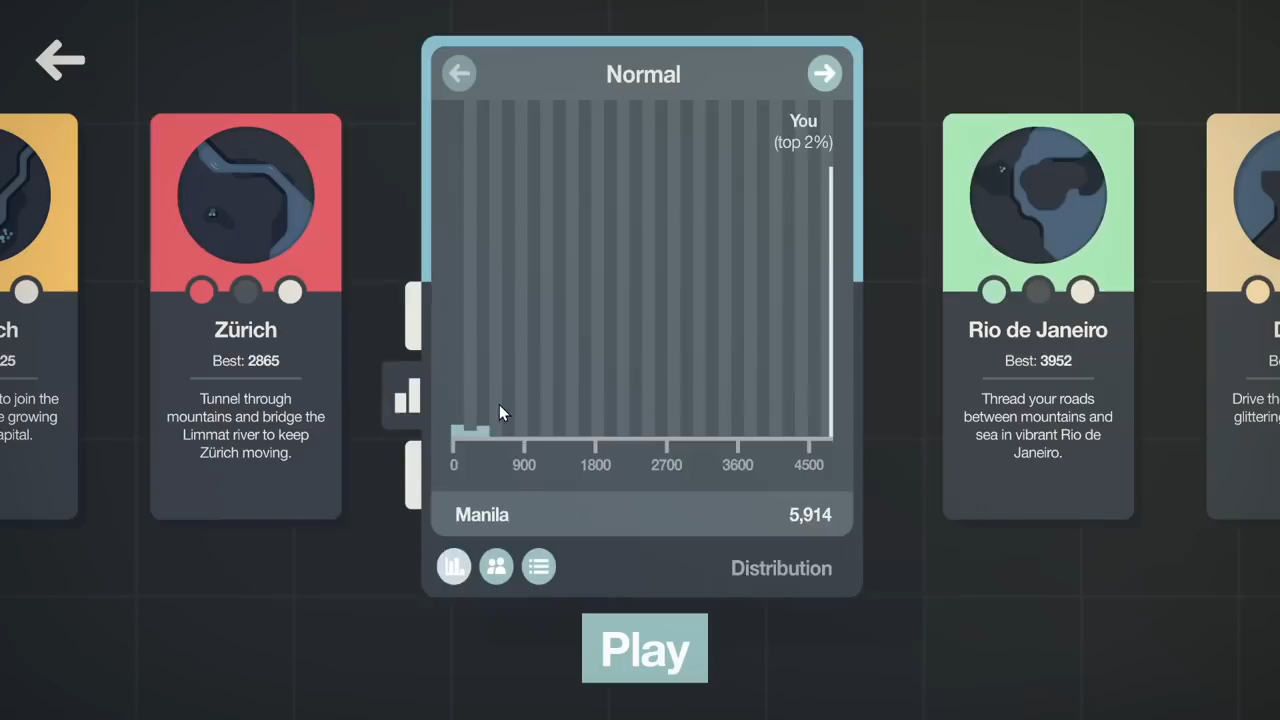 Normal
You
(top 2%)
0 900 1800 2700 3600 4500
Manila 5,914
Distribution
Play
ch
25
to join the
e growing
apital.
Zürich
Best: 2865
Tunnel through
mountains and bridge the
Limmat river to keep
Zürich moving.
Rio de Janeiro
Best: 3952
Thread your roads
between mountains and
sea in vibrant Rio de
Janeiro.
D
Be
Drive th
glittering